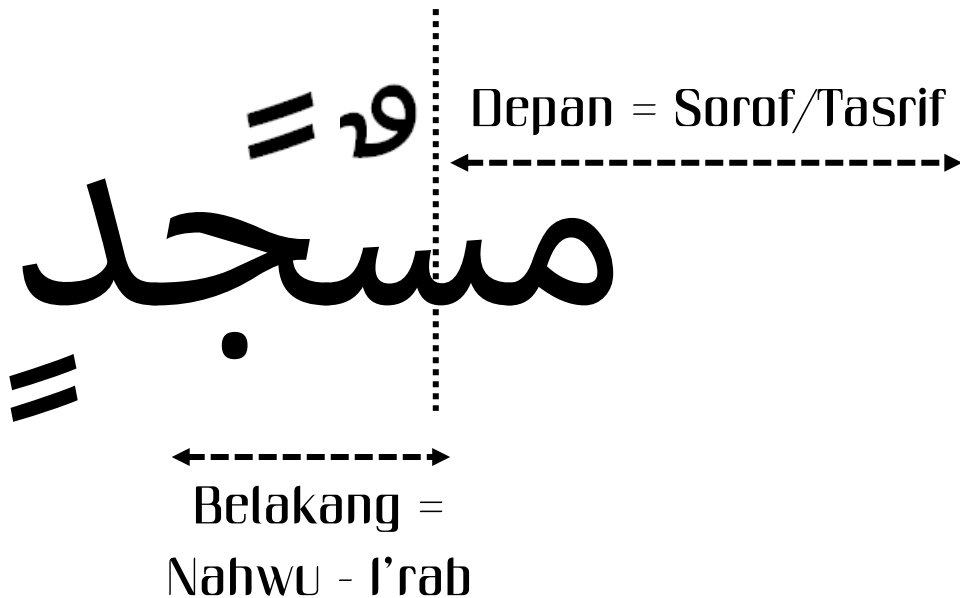 Depan = Sorof/Tasrif
مسجدٍ
ٌ ً
Belakang =
Nahwu - I'rab